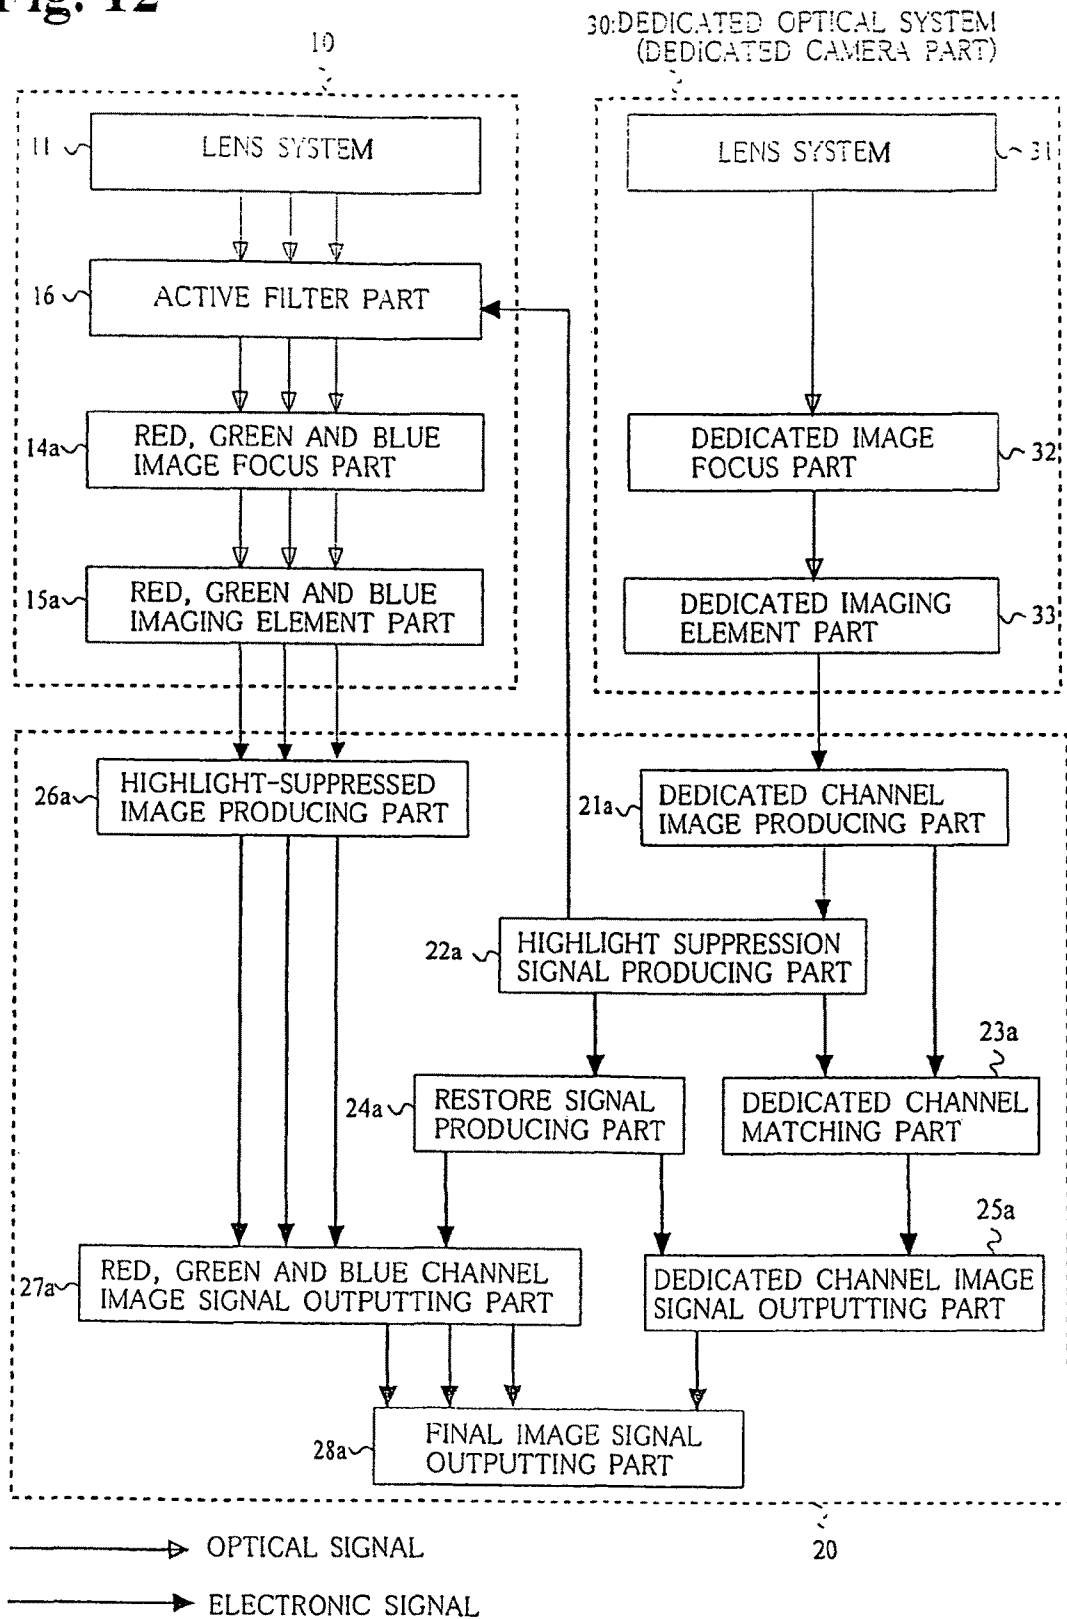 Fig. 12
30:DEDICATED OPTICAL SYSTEM
(DEDICATED CAMERA PART)
10
11
LENS SYSTEM
LENS SYSTEM
31
16
ACTIVE FILTER PART
14a
RED, GREEN AND BLUE
IMAGE FOCUS PART
DEDICATED IMAGE
FOCUS PART
32
15a
RED, GREEN AND BLUE
IMAGING ELEMENT PART
DEDICATED IMAGING
ELEMENT PART
33
26a
HIGHLIGHT-SUPPRESSED
IMAGE PRODUCING PART
21a
DEDICATED CHANNEL
IMAGE PRODUCING PART
22a
HIGHLIGHT SUPPRESSION
SIGNAL PRODUCING PART
23a
24a
RESTORE SIGNAL
PRODUCING PART
DEDICATED CHANNEL
MATCHING PART
25a
27a
RED, GREEN AND BLUE CHANNEL
IMAGE SIGNAL OUTPUTTING PART
DEDICATED CHANNEL IMAGE
SIGNAL OUTPUTTING PART
28a
FINAL IMAGE SIGNAL
OUTPUTTING PART
20
OPTICAL SIGNAL
ELECTRONIC SIGNAL